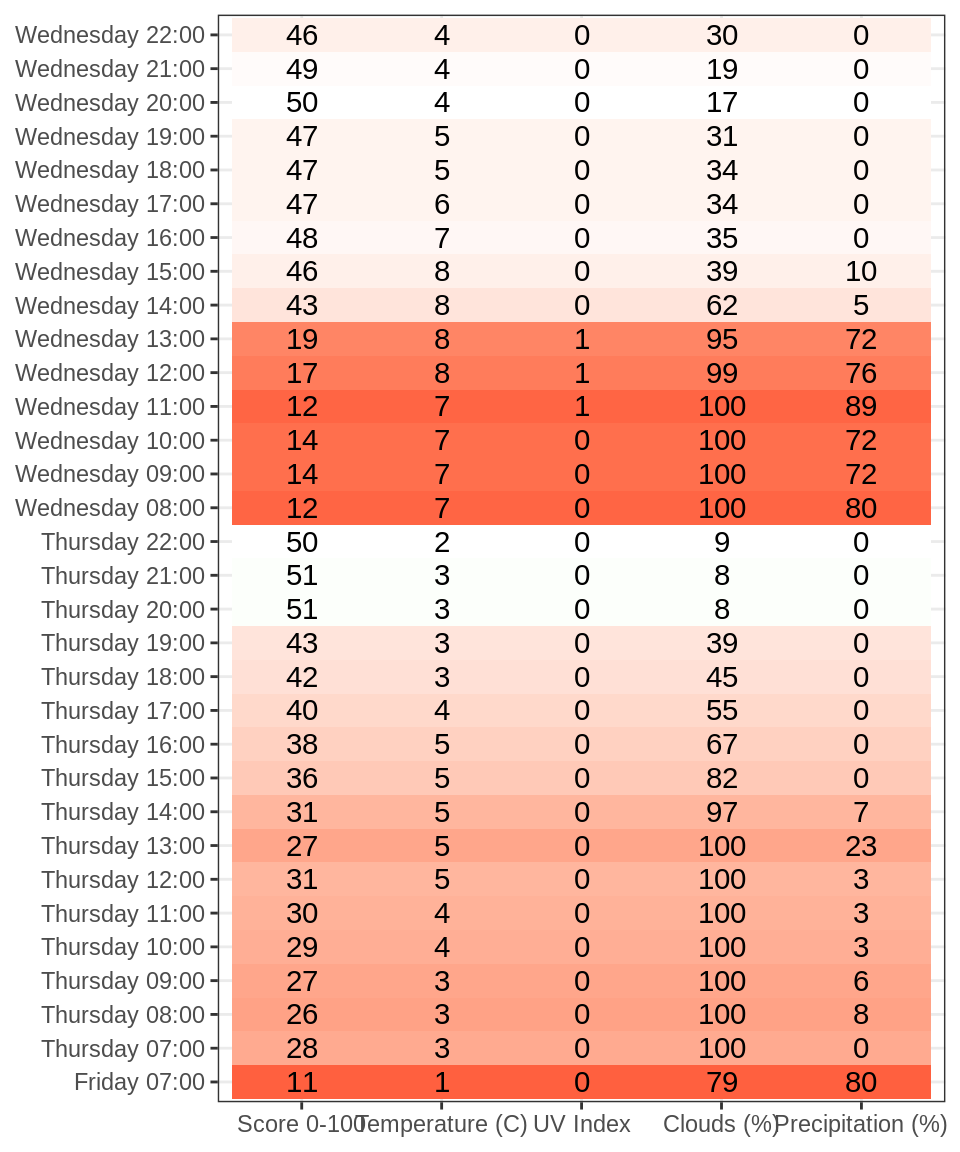 Wednesday 22:00 46 4 0 30 0
Wednesday 21:00 49 4 0 19 0
Wednesday 20:00 50 4 0 17 0
Wednesday 19:00 47 5 0 31 0
Wednesday 18:00 47 5 0 34 0
Wednesday 17:00 47 6 0 34 0
Wednesday 16:00 48 7 0 35 0
Wednesday 15:00 46 8 0 39 10
Wednesday 14:00 43 8 0 62 5
Wednesday 13:00 19 8 1 95 72
Wednesday 12:00 17 8 1 99 76
Wednesday 11:00 12 7 1 100 89
Wednesday 10:00 14 7 0 100 72
Wednesday 09:00 14 7 0 100 72
Wednesday 08:00 12 7 0 100 80
Thursday 22:00 50 2 0 9 0
Thursday 21:00 51 3 0 8 0
Thursday 20:00 51 3 0 8 0
Thursday 19:00 43 3 0 39 0
Thursday 18:00 42 3 0 45 0
Thursday 17:00 40 4 0 55 0
Thursday 16:00 38 5 0 67 0
Thursday 15:00 36 5 0 82 0
Thursday 14:00 31 5 0 97 7
Thursday 13:00 27 5 0 100 23
Thursday 12:00 31 5 0 100 3
Thursday 11:00 30 4 0 100 3
Thursday 10:00 29 4 0 100 3
Thursday 09:00 27 3 0 100 6
Thursday 08:00 26 3 0 100 8
Thursday 07:00 28 3 0 100 0
Friday 07:00 11 1 0 79 80
Score 0-100 Temperature (C) UV Index Clouds (%) Precipitation (%)